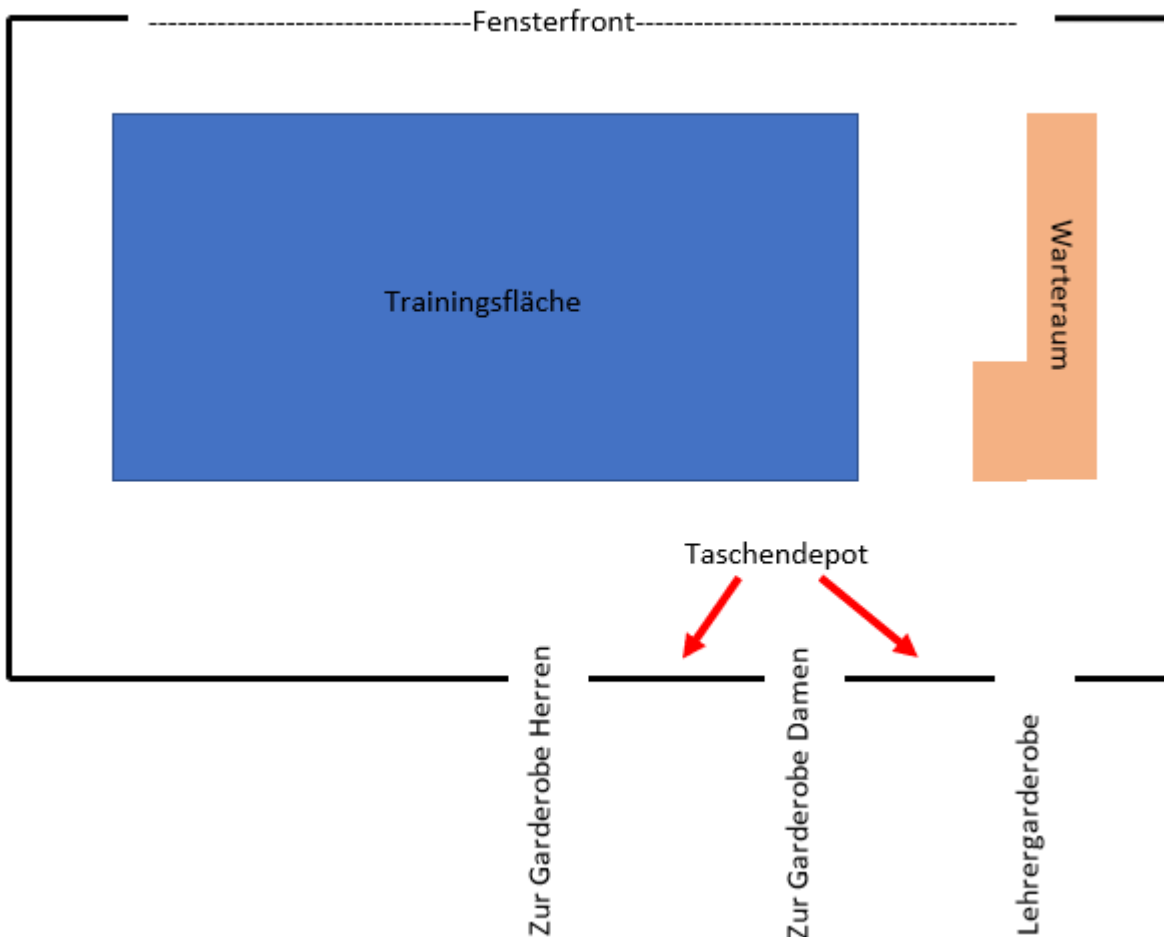 Fensterfront
Trainingsfläche
Warteraum
Taschendepot
Zur Garderobe Herren
Zur Garderobe Damen
Lehrergarderobe